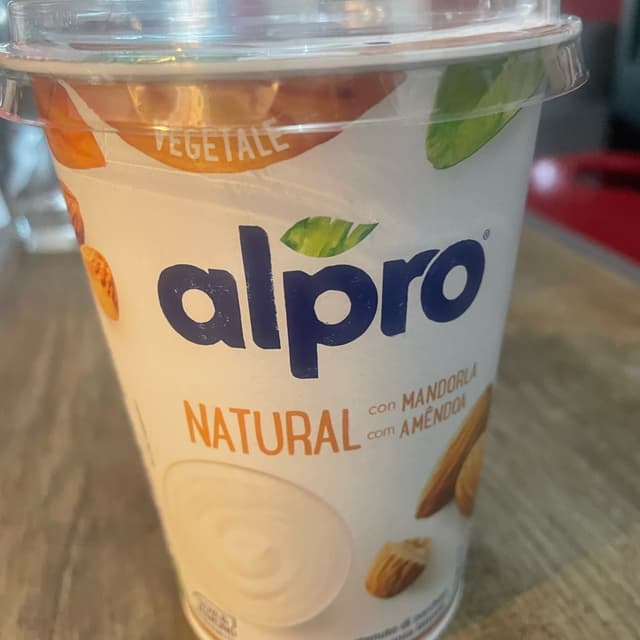 VEGETALE
alpro®
NATURAL
con MANDORLA
com AMÊNDOA